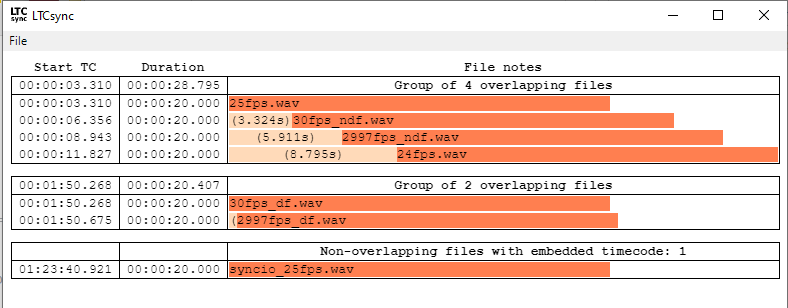 LTC
sync LTCsync
File
Start TC Duration File notes
00:00:03.310 00:00:28.795 Group of 4 overlapping files
00:00:03.310 00:00:20.000 25fps.wav
00:00:06.356 00:00:20.000 (3.324s) 30fps_ndf.wav
00:00:08.943 00:00:20.000 (5.911s) 2997fps_ndf.wav
00:00:11.827 00:00:20.000 (8.795s) 24fps.wav
00:01:50.268 00:00:20.407 Group of 2 overlapping files
00:01:50.268 00:00:20.000 30fps_df.wav
00:01:50.675 00:00:20.000 (2997fps_df.wav
Non-overlapping files with embedded timecode: 1
01:23:40.921 00:00:20.000 syncio_25fps.wav